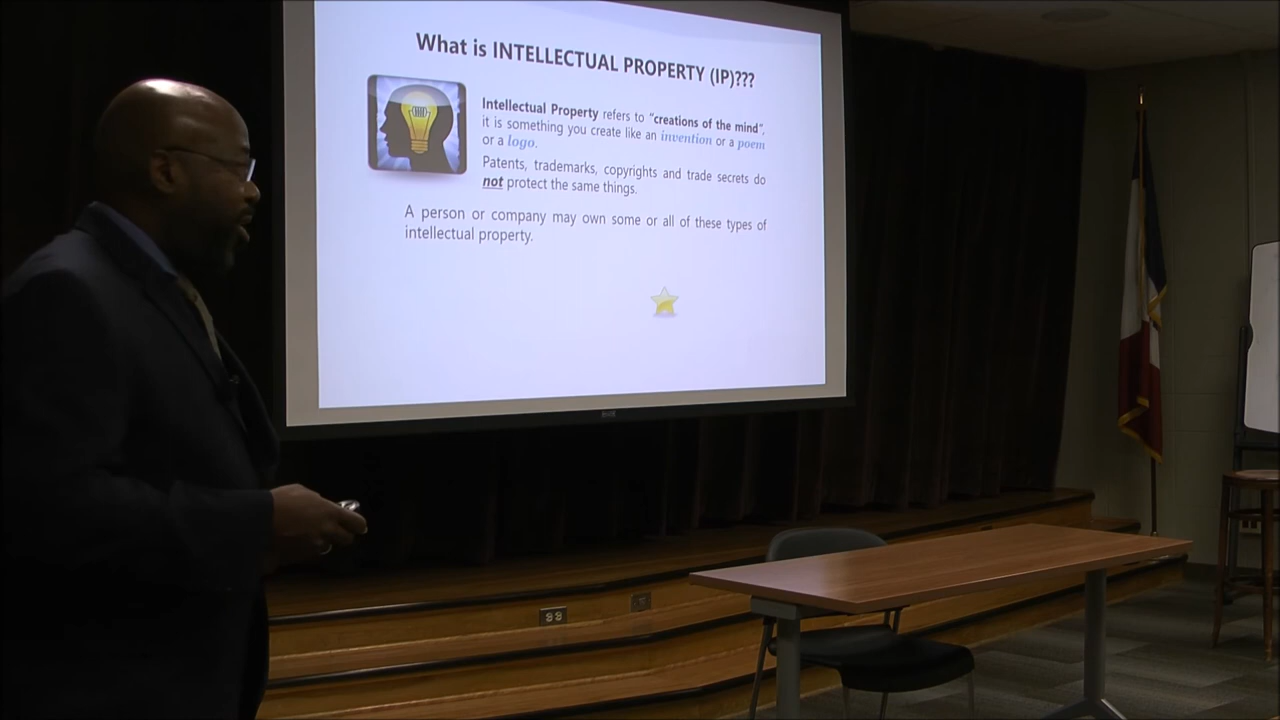 What is INTELLECTUAL PROPERTY (IP)???
Intellectual Property refers to "creations of the mind",
it is something you create like an invention or a poem
or a logo.
Patents, trademarks, copyrights and trade secrets do
not protect the same things.
A person or company may own some or all of these types of
intellectual property.